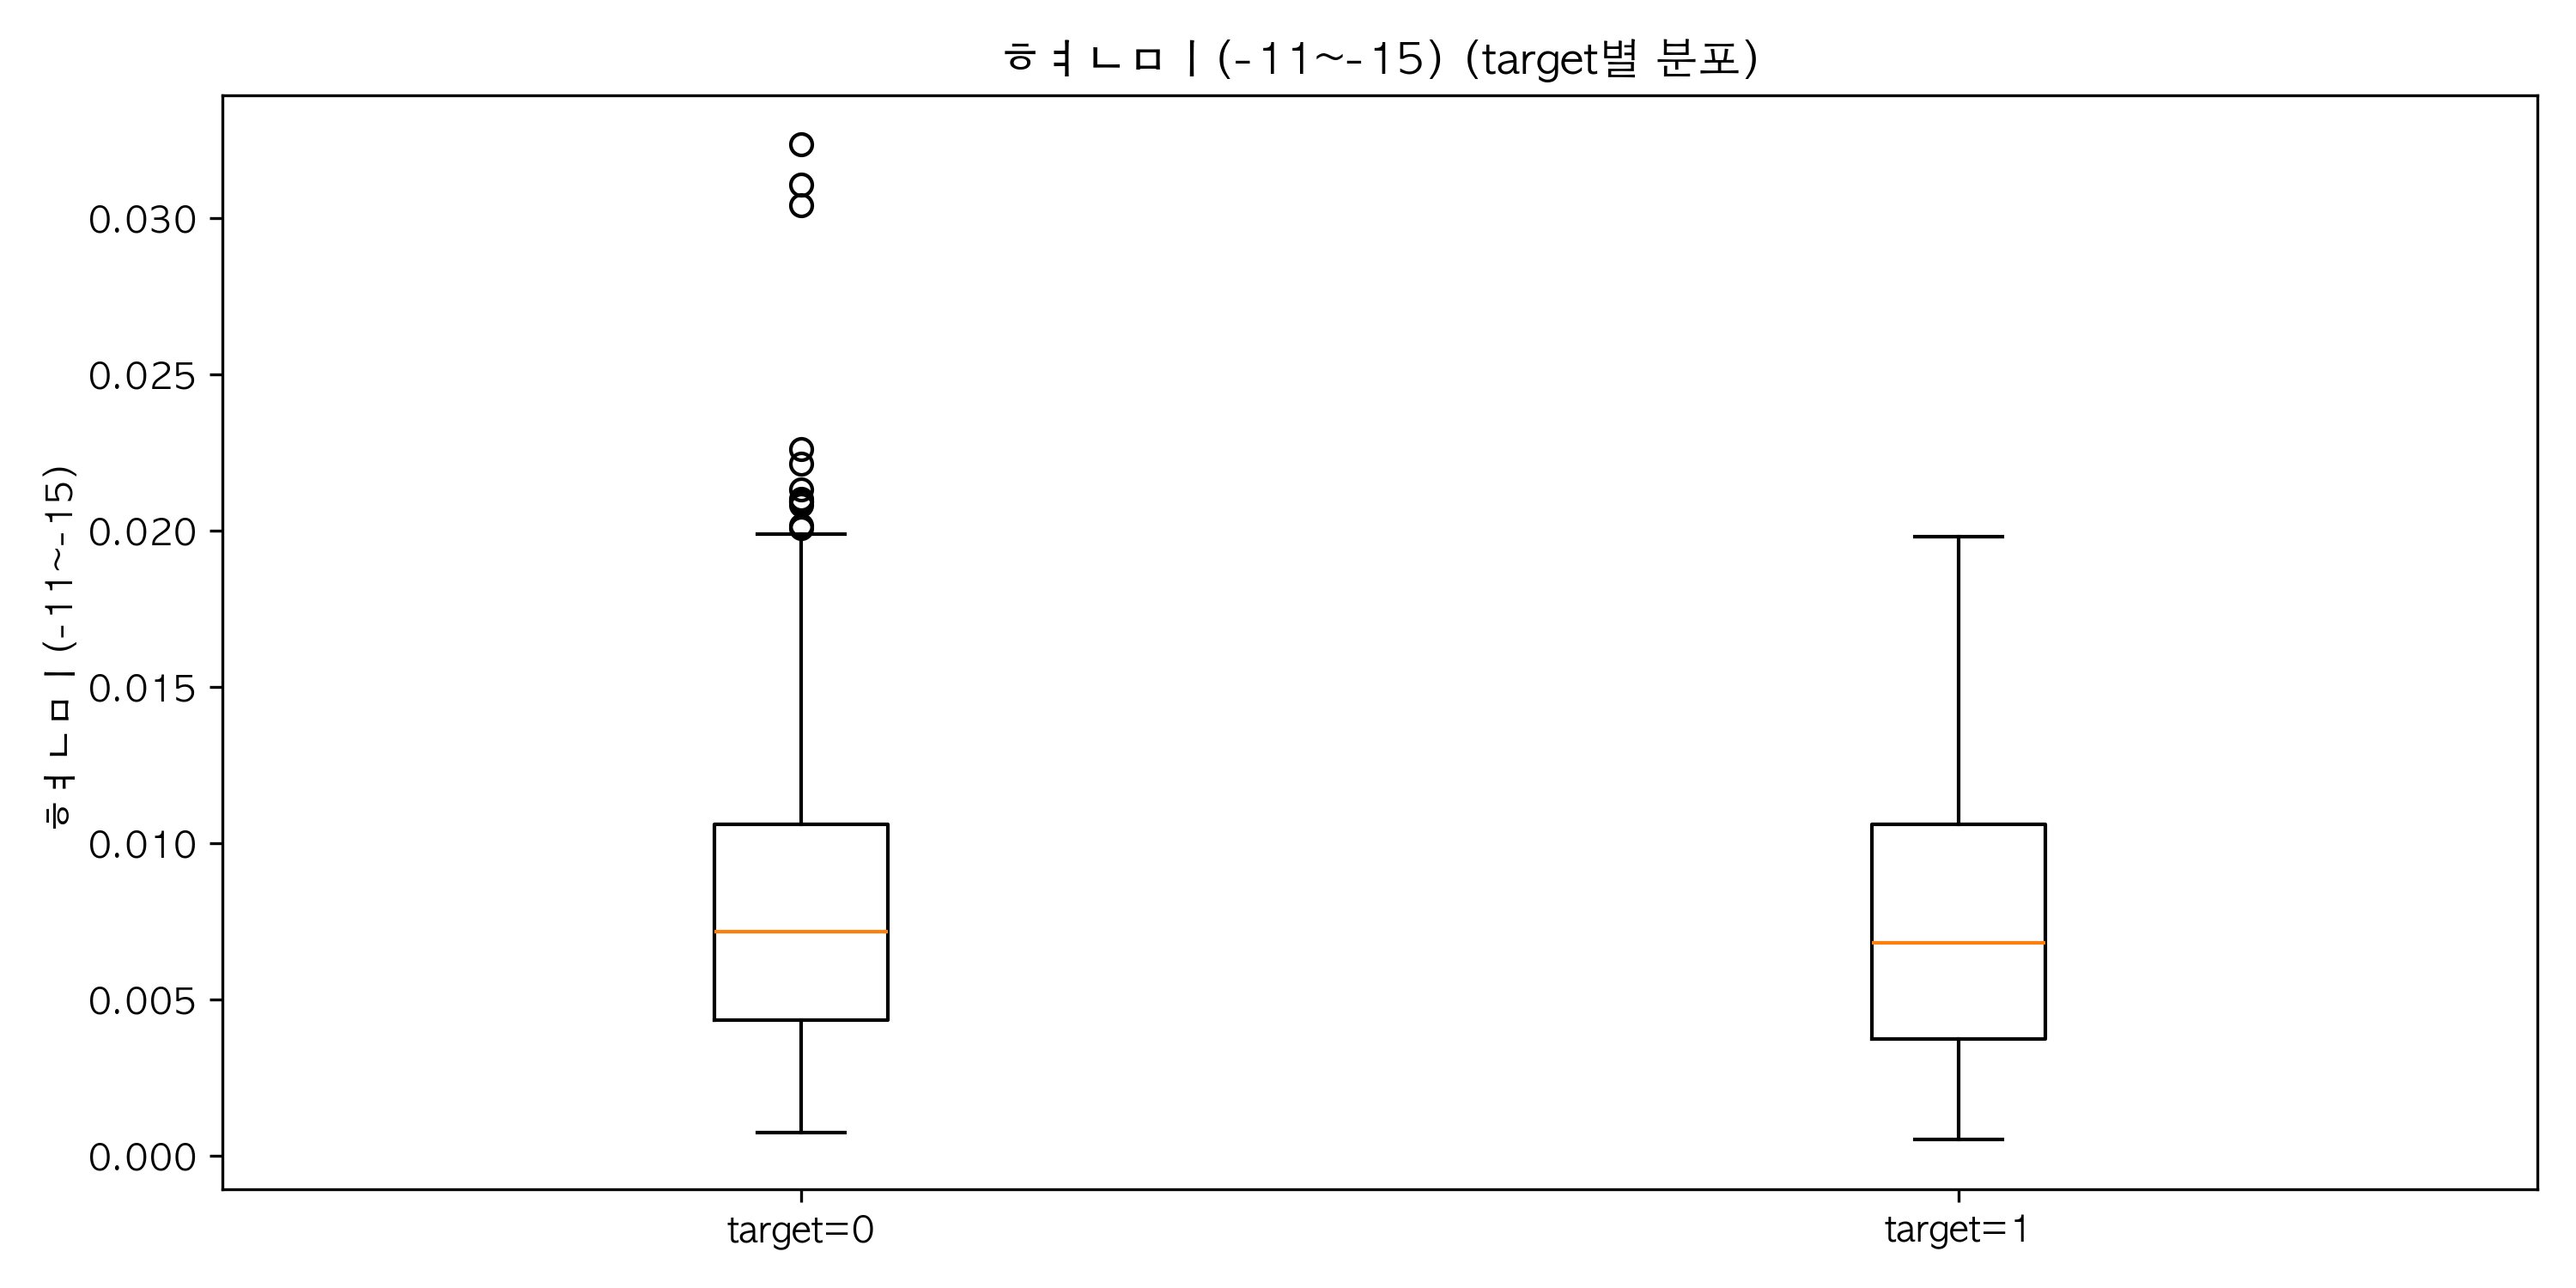 ㅎㅕㄴㅁㅣ(-11~-15) (target별 분포)
ㅎㅕㄴㅁㅣ(-11~-15)
0.030
0.025
0.020
0.015
0.010
0.005
0.000
target=0
target=1